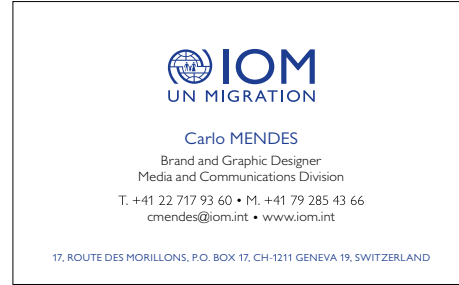 IOM
UN MIGRATION
Carlo MENDES
Brand and Graphic Designer
Media and Communications Division
T. +41 22 717 93 60 • M. +41 79 285 43 66
cmendes@iom.int • www.iom.int
17, ROUTE DES MORILLONS, P.O. BOX 17, CH-1211 GENEVA 19, SWITZERLAND